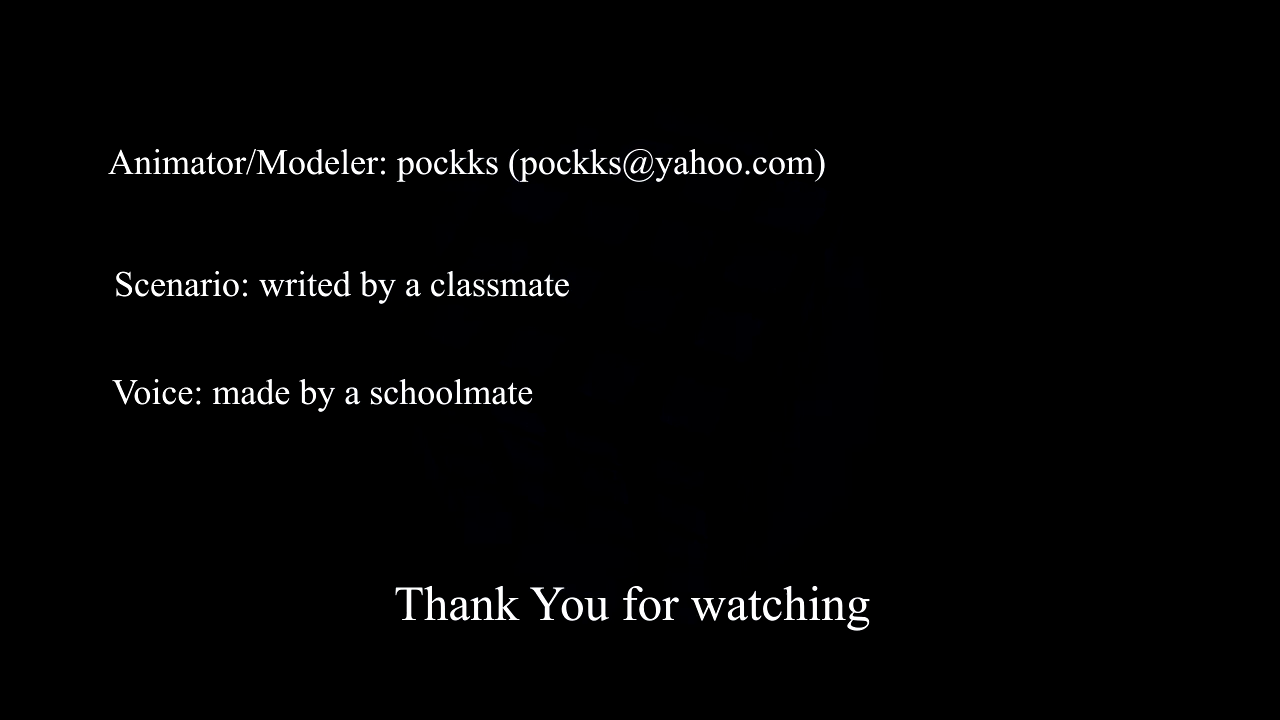 Animator/Modeler: pockks (pockks@yahoo.com)
Scenario: writed by a classmate
Voice: made by a schoolmate
Thank You for watching